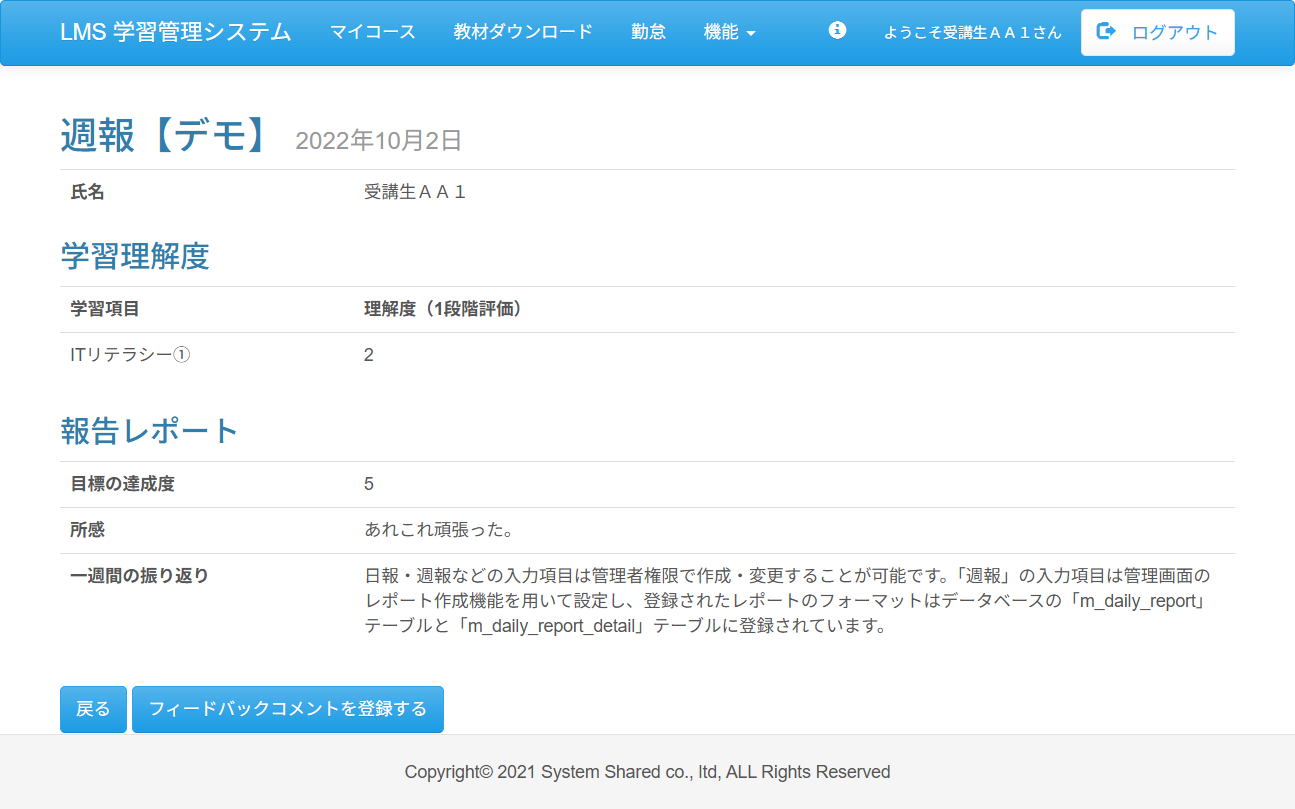 LMS 学習管理システム マイコース 教材ダウンロード 勤怠 機能 ようこそ受講生ＡＡ１さん ログアウト
週報【デモ】 2022年10月2日
氏名 受講生ＡＡ１
学習理解度
学習項目 理解度（1段階評価）
ITリテラシー① 2
報告レポート
目標の達成度 5
所感 あれこれ頑張った。
一週間の振り返り 日報・週報などの入力項目は管理者権限で作成・変更することが可能です。「週報」の入力項目は管理画面の
レポート作成機能を用いて設定し、登録されたレポートのフォーマットはデータベースの「m_daily_report」
テーブルと「m_daily_report_detail」テーブルに登録されています。
戻る フィードバックコメントを登録する
Copyright© 2021 System Shared co., ltd, ALL Rights Reserved